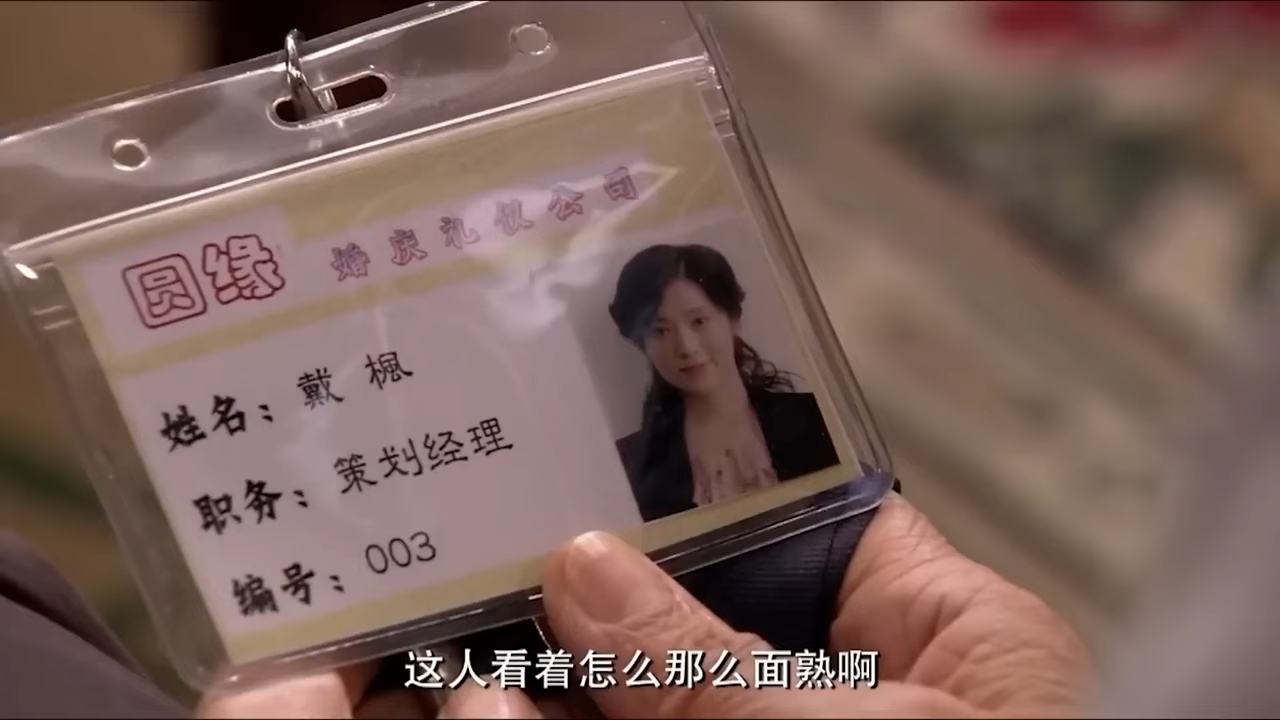 圆缘 婚庆礼仪公司
姓名：戴楓
职务：策划经理
编号：003
这人看着怎么那么面熟啊